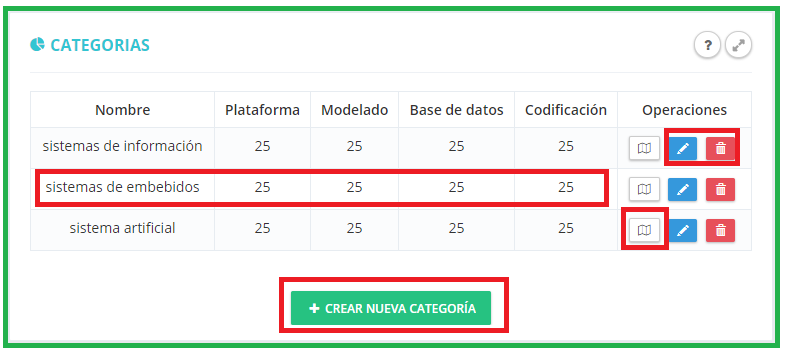 CATEGORIAS ?
Nombre Plataforma Modelado Base de datos Codificación Operaciones
sistemas de información 25 25 25 25
sistemas de embebidos 25 25 25 25
sistema artificial 25 25 25 25
+ CREAR NUEVA CATEGORÍA